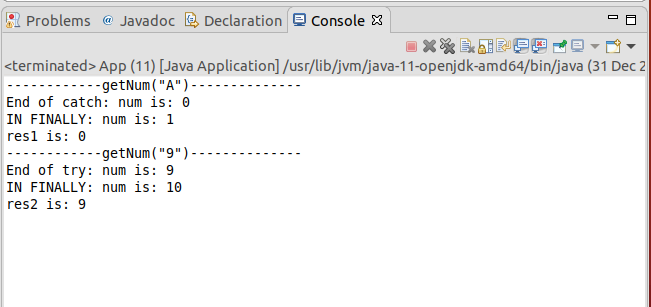 Problems @ Javadoc Declaration Console
<terminated> App (11) [Java Application] /usr/lib/jvm/java-11-openjdk-amd64/bin/java (31 Dec 2
------------getNum("A")--------------
End of catch: num is: 0
IN FINALLY: num is: 1
res1 is: 0
------------getNum("9")--------------
End of try: num is: 9
IN FINALLY: num is: 10
res2 is: 9